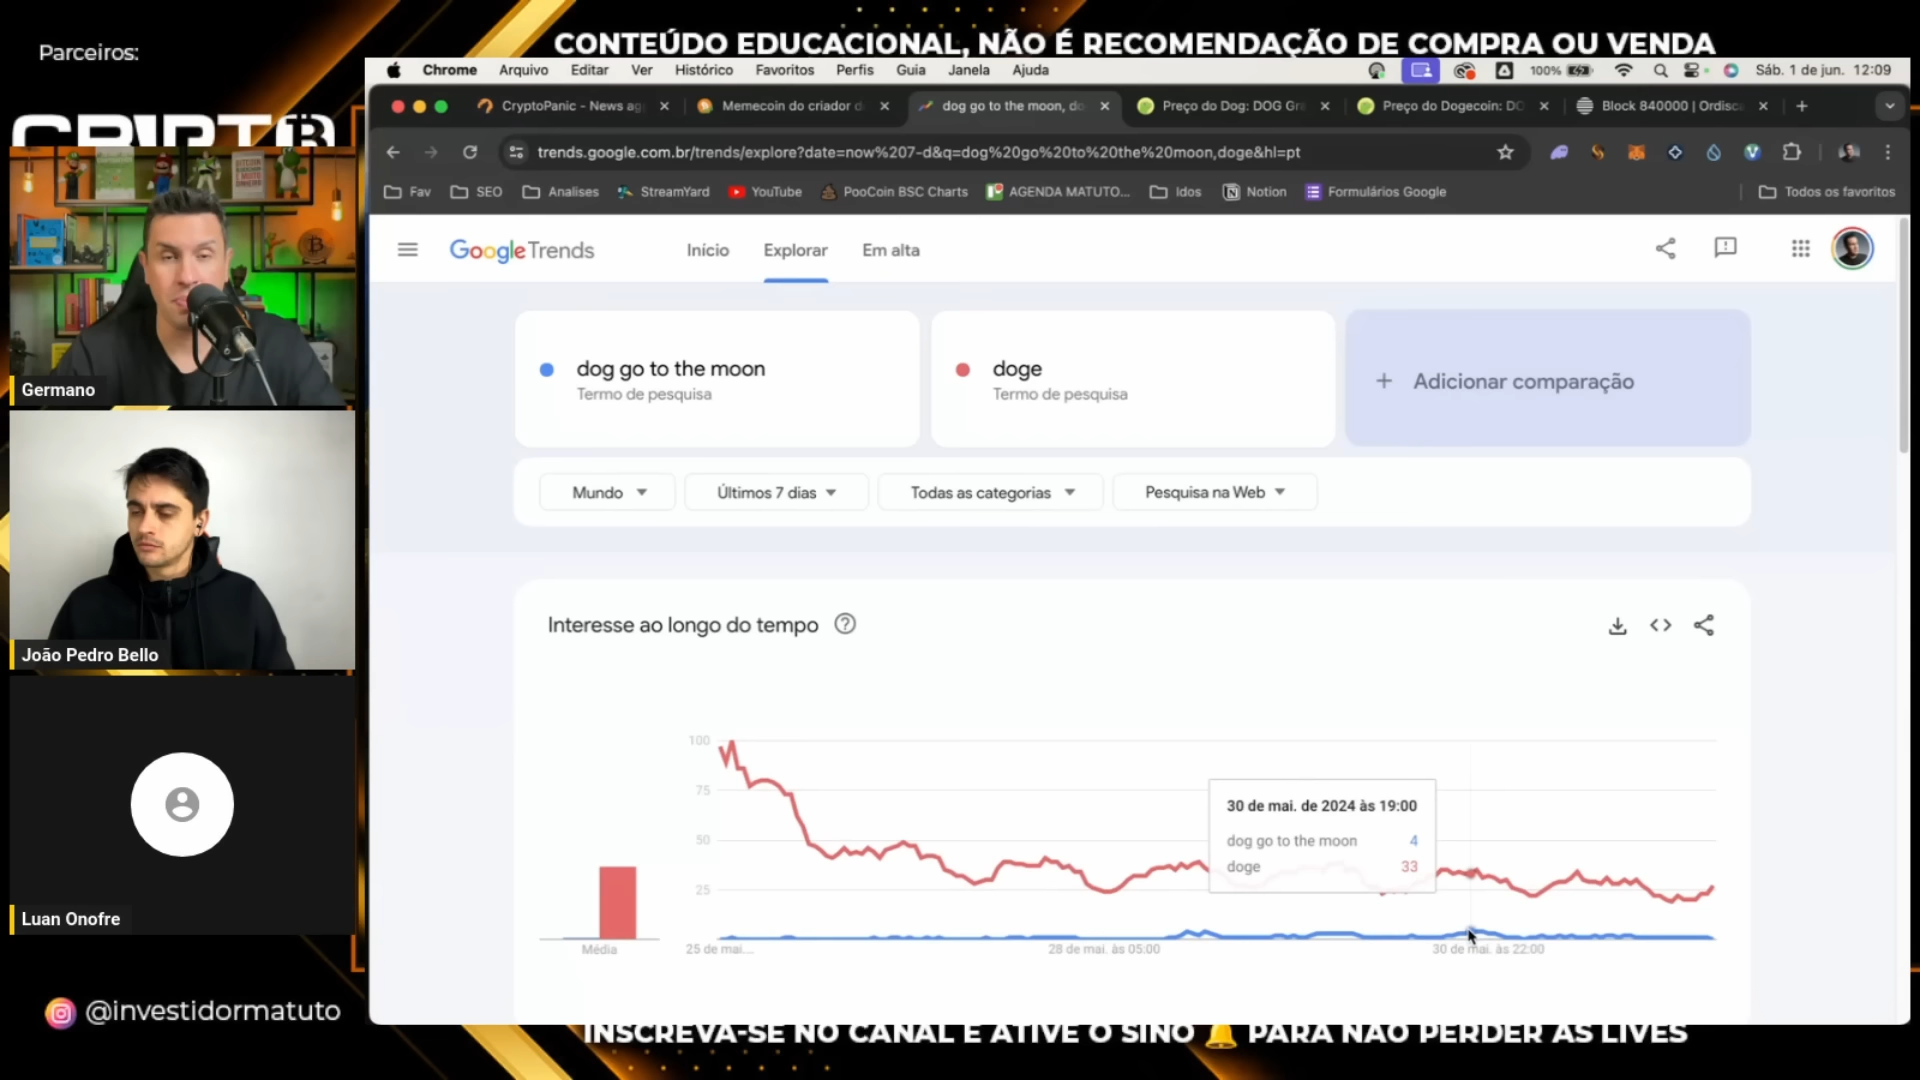 Parceiros:
CONTEÚDO EDUCACIONAL, NÃO É RECOMENDAÇÃO DE COMPRA OU VENDA
Chrome Arquivo Editar Ver Histórico Favoritos Perfis Guia Janela Ajuda 100% Sáb. 1 de jun. 12:09
CryptoPanic - News ag
Memecoin do criador d
dog go to the moon, do
Preço do Dog: DOG Gr
Preço do Dogecoin: DO
Block 840000 | Ordisc
trends.google.com.br/trends/explore?date=now%207-d&q=dog%20go%20to%20the%20moon,doge&hl=pt
Fav SEO Analises StreamYard YouTube PooCoin BSC Charts AGENDA MATUTO... Idos Notion Formulários Google Todos os favoritos
Google Trends Início Explorar Em alta
dog go to the moon
Termo de pesquisa
doge
Termo de pesquisa
+ Adicionar comparação
Mundo Últimos 7 dias Todas as categorias Pesquisa na Web
Interesse ao longo do tempo
100
75
50
25
Média
25 de mai....
28 de mai. às 05:00
30 de mai. às 22:00
30 de mai. de 2024 às 19:00
dog go to the moon 4
doge 33
Germano
João Pedro Bello
Luan Onofre
@investidormatuto
INSCREVA-SE NO CANAL E ATIVE O SINO 🔔 PARA NÃO PERDER AS LIVES